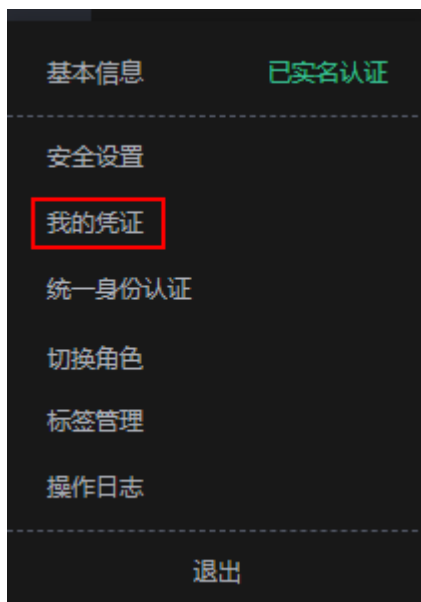 基本信息 已实名认证
安全设置
我的凭证
统一身份认证
切换角色
标签管理
操作日志
退出